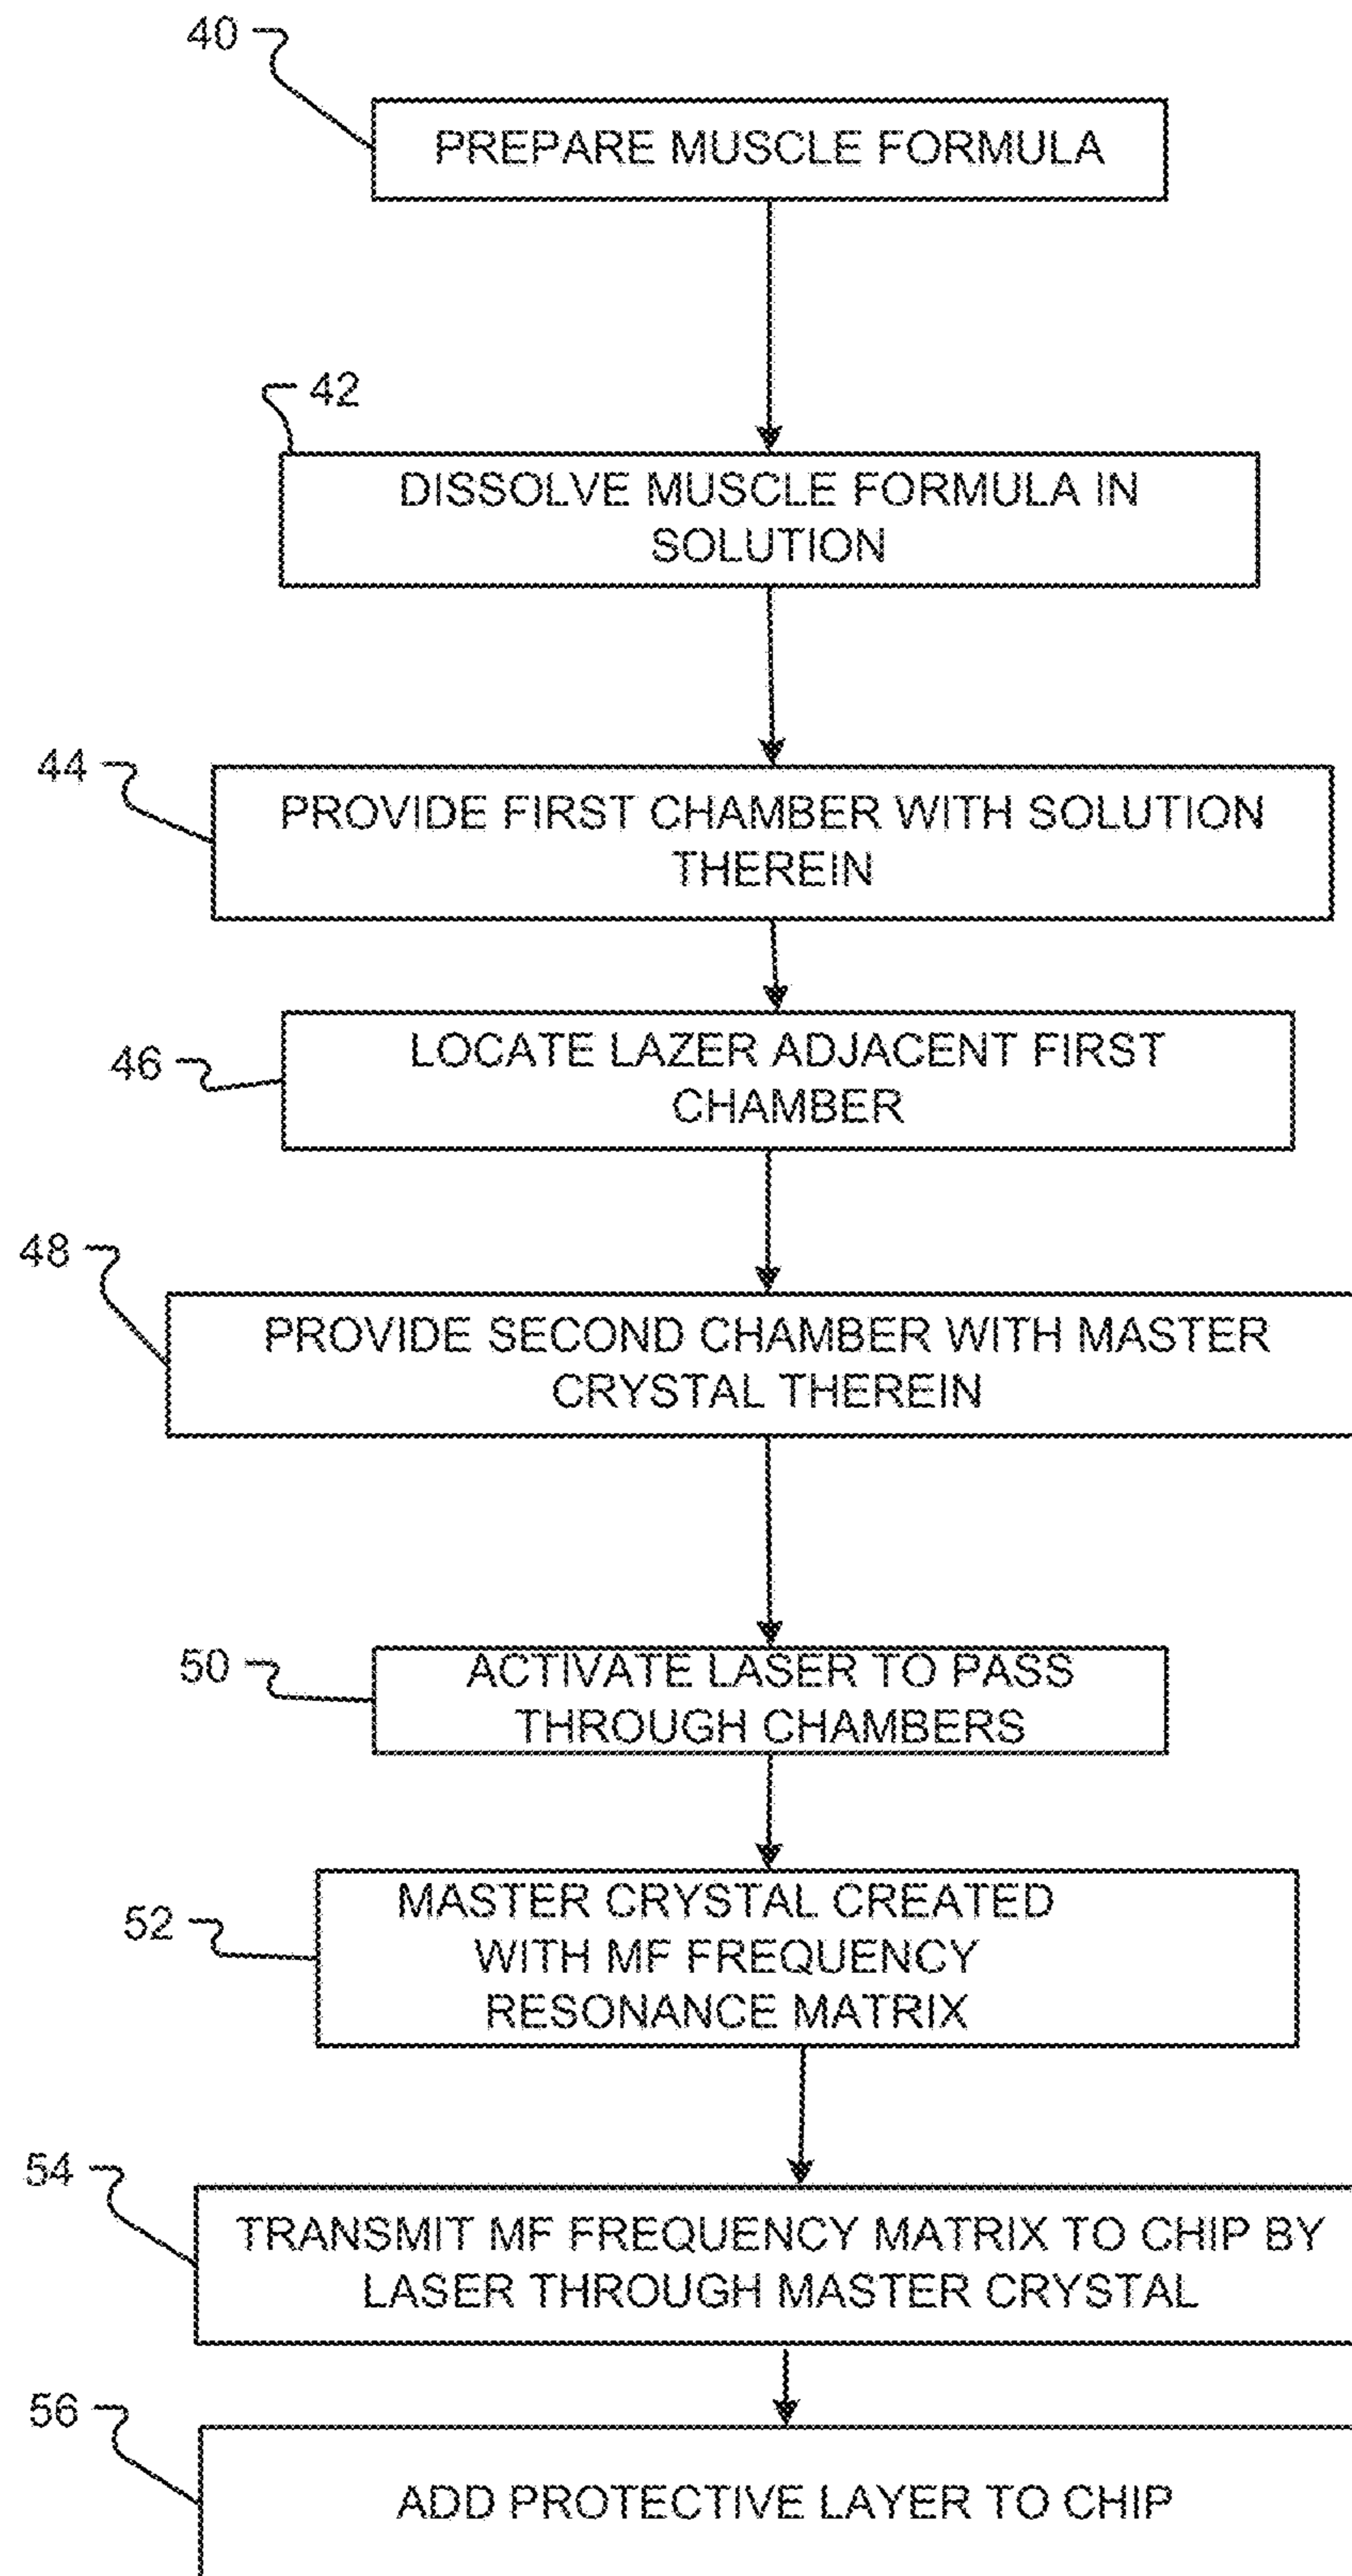 40
PREPARE MUSCLE FORMULA
42
DISSOLVE MUSCLE FORMULA IN
SOLUTION
44
PROVIDE FIRST CHAMBER WITH SOLUTION
THEREIN
46
LOCATE LAZER ADJACENT FIRST
CHAMBER
48
PROVIDE SECOND CHAMBER WITH MASTER
CRYSTAL THEREIN
50
ACTIVATE LASER TO PASS
THROUGH CHAMBERS
52
MASTER CRYSTAL CREATED
WITH MF FREQUENCY
RESONANCE MATRIX
54
TRANSMIT MF FREQUENCY MATRIX TO CHIP BY
LASER THROUGH MASTER CRYSTAL
56
ADD PROTECTIVE LAYER TO CHIP